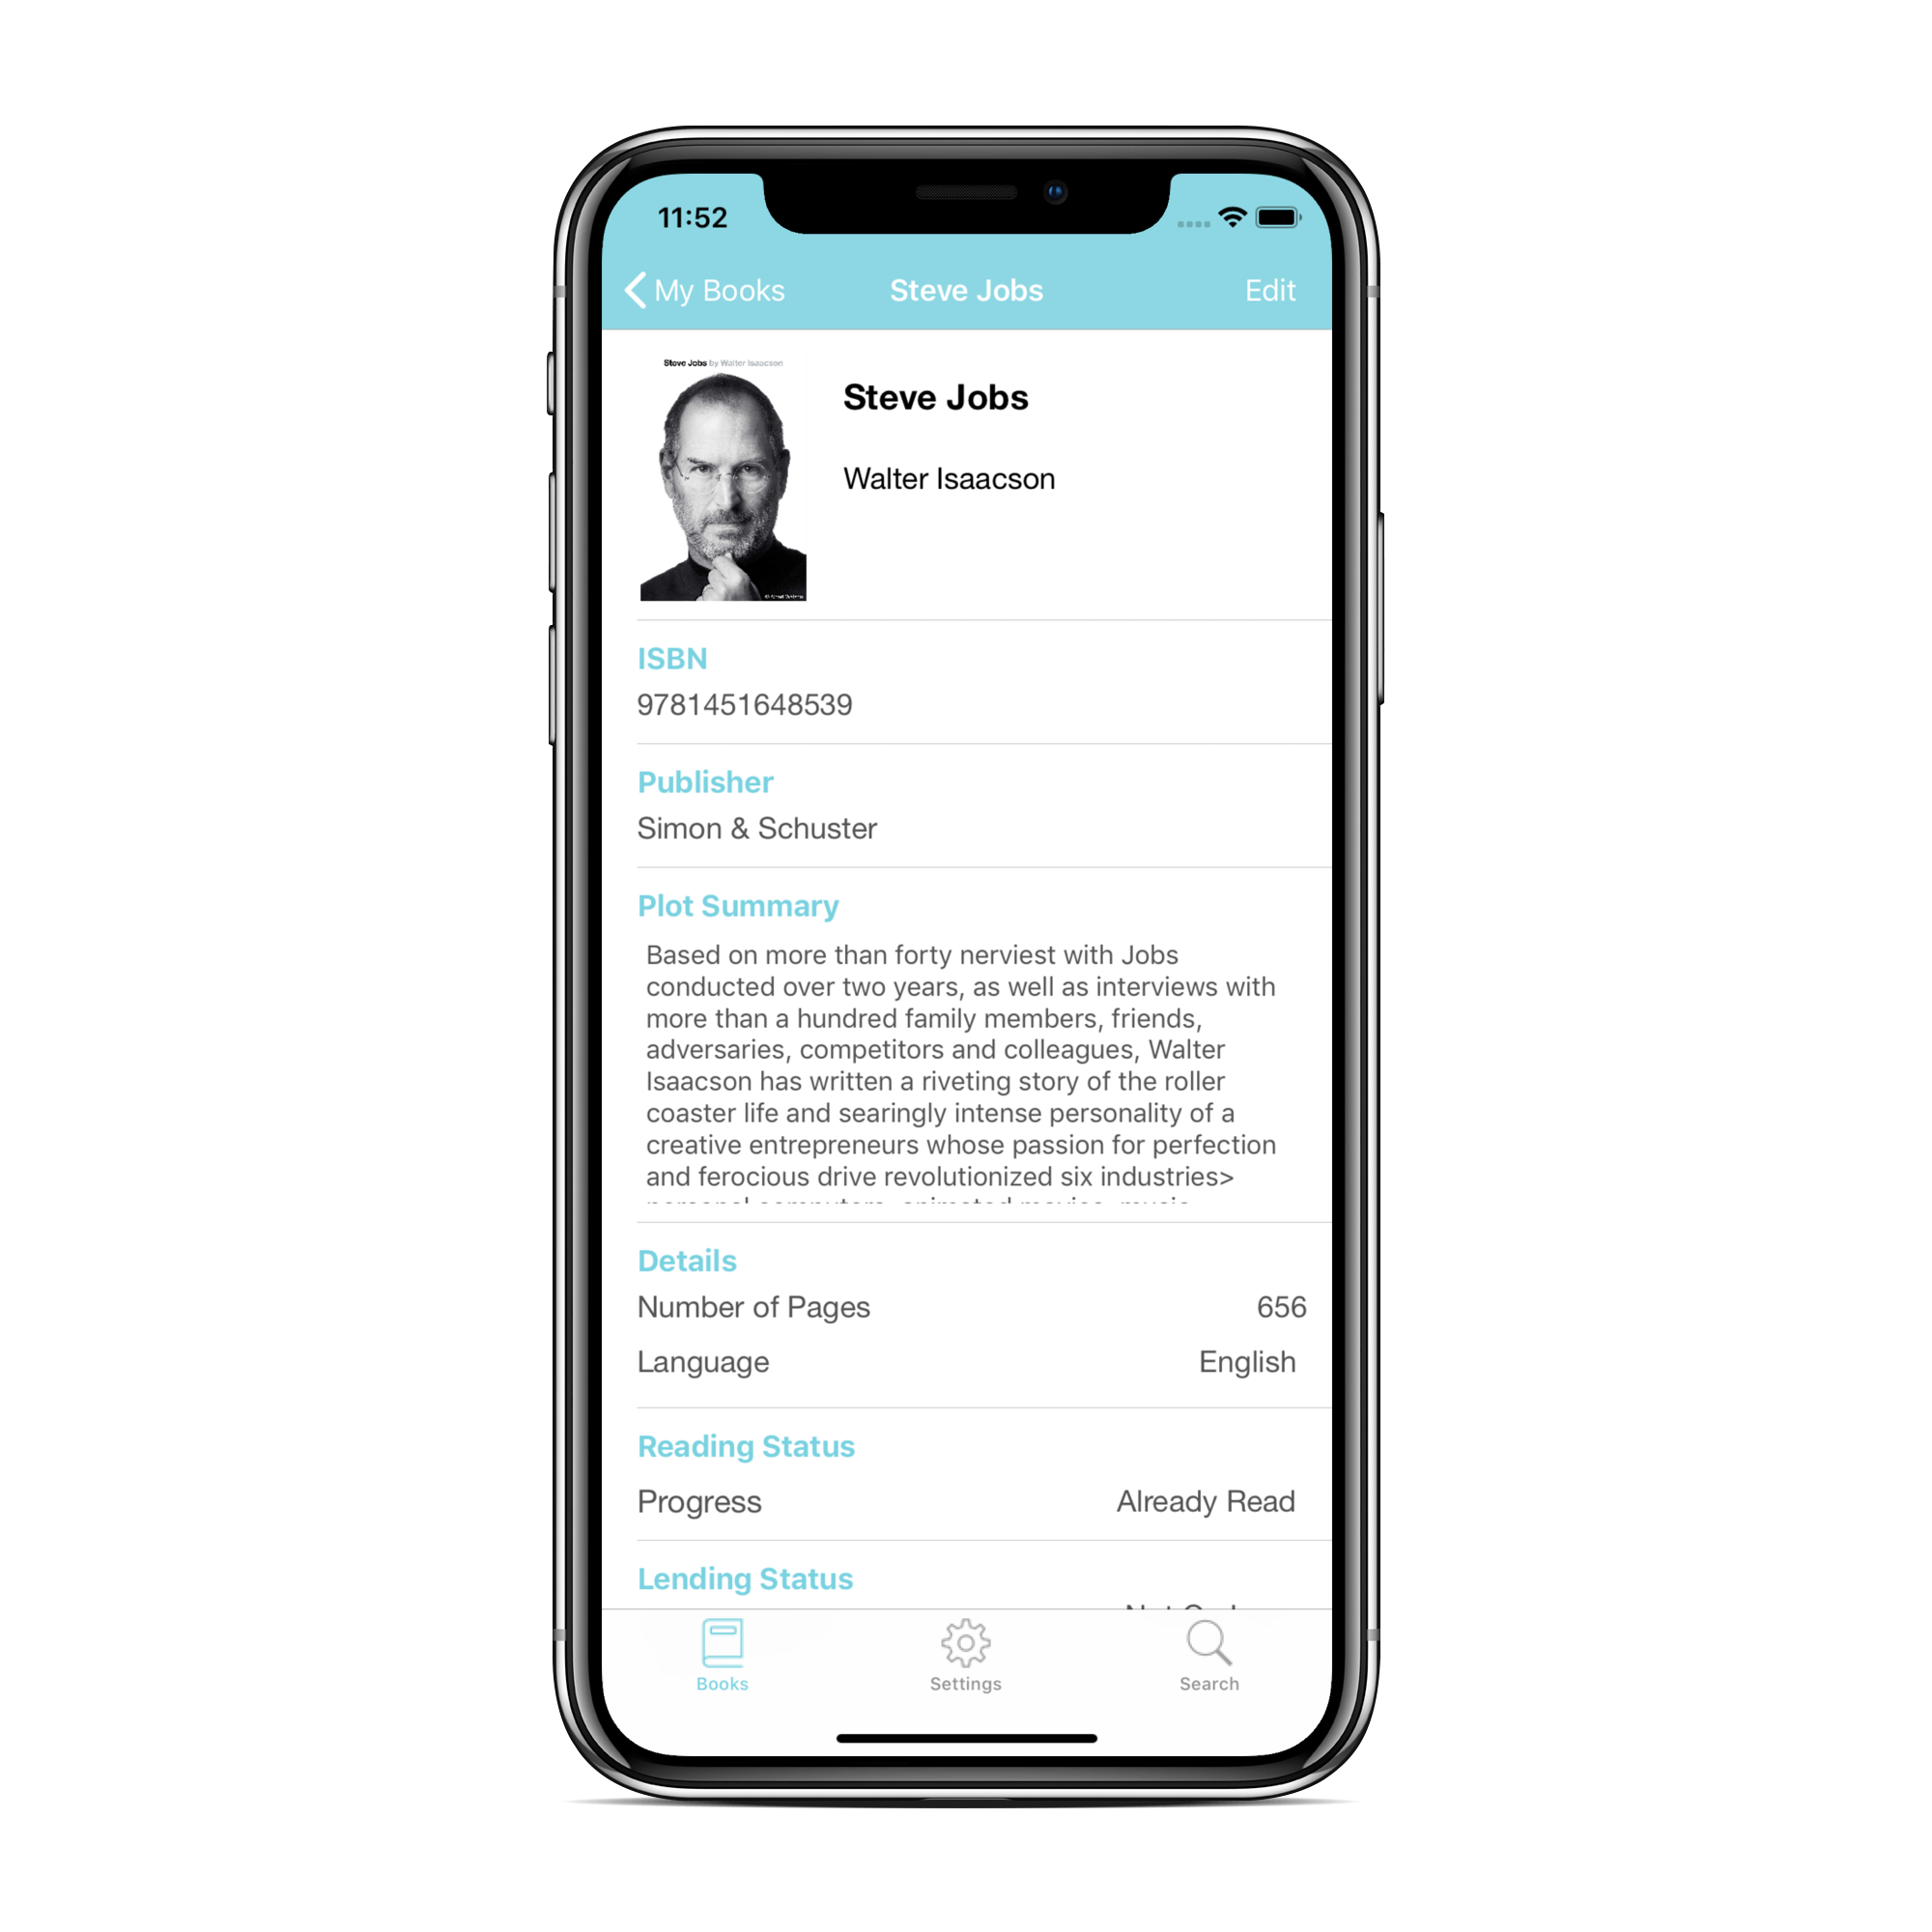 11:52
My Books
Steve Jobs
Edit
Steve Jobs by Walter Isaacson
Steve Jobs
Walter Isaacson
ISBN
9781451648539
Publisher
Simon & Schuster
Plot Summary
Based on more than forty nerviest with Jobs
conducted over two years, as well as interviews with
more than a hundred family members, friends,
adversaries, competitors and colleagues, Walter
Isaacson has written a riveting story of the roller
coaster life and searingly intense personality of a
creative entrepreneurs whose passion for perfection
and ferocious drive revolutionized six industries>
personal computers, animated movies, music
Details
Number of Pages 656
Language English
Reading Status
Progress Already Read
Lending Status
Books
Settings
Search